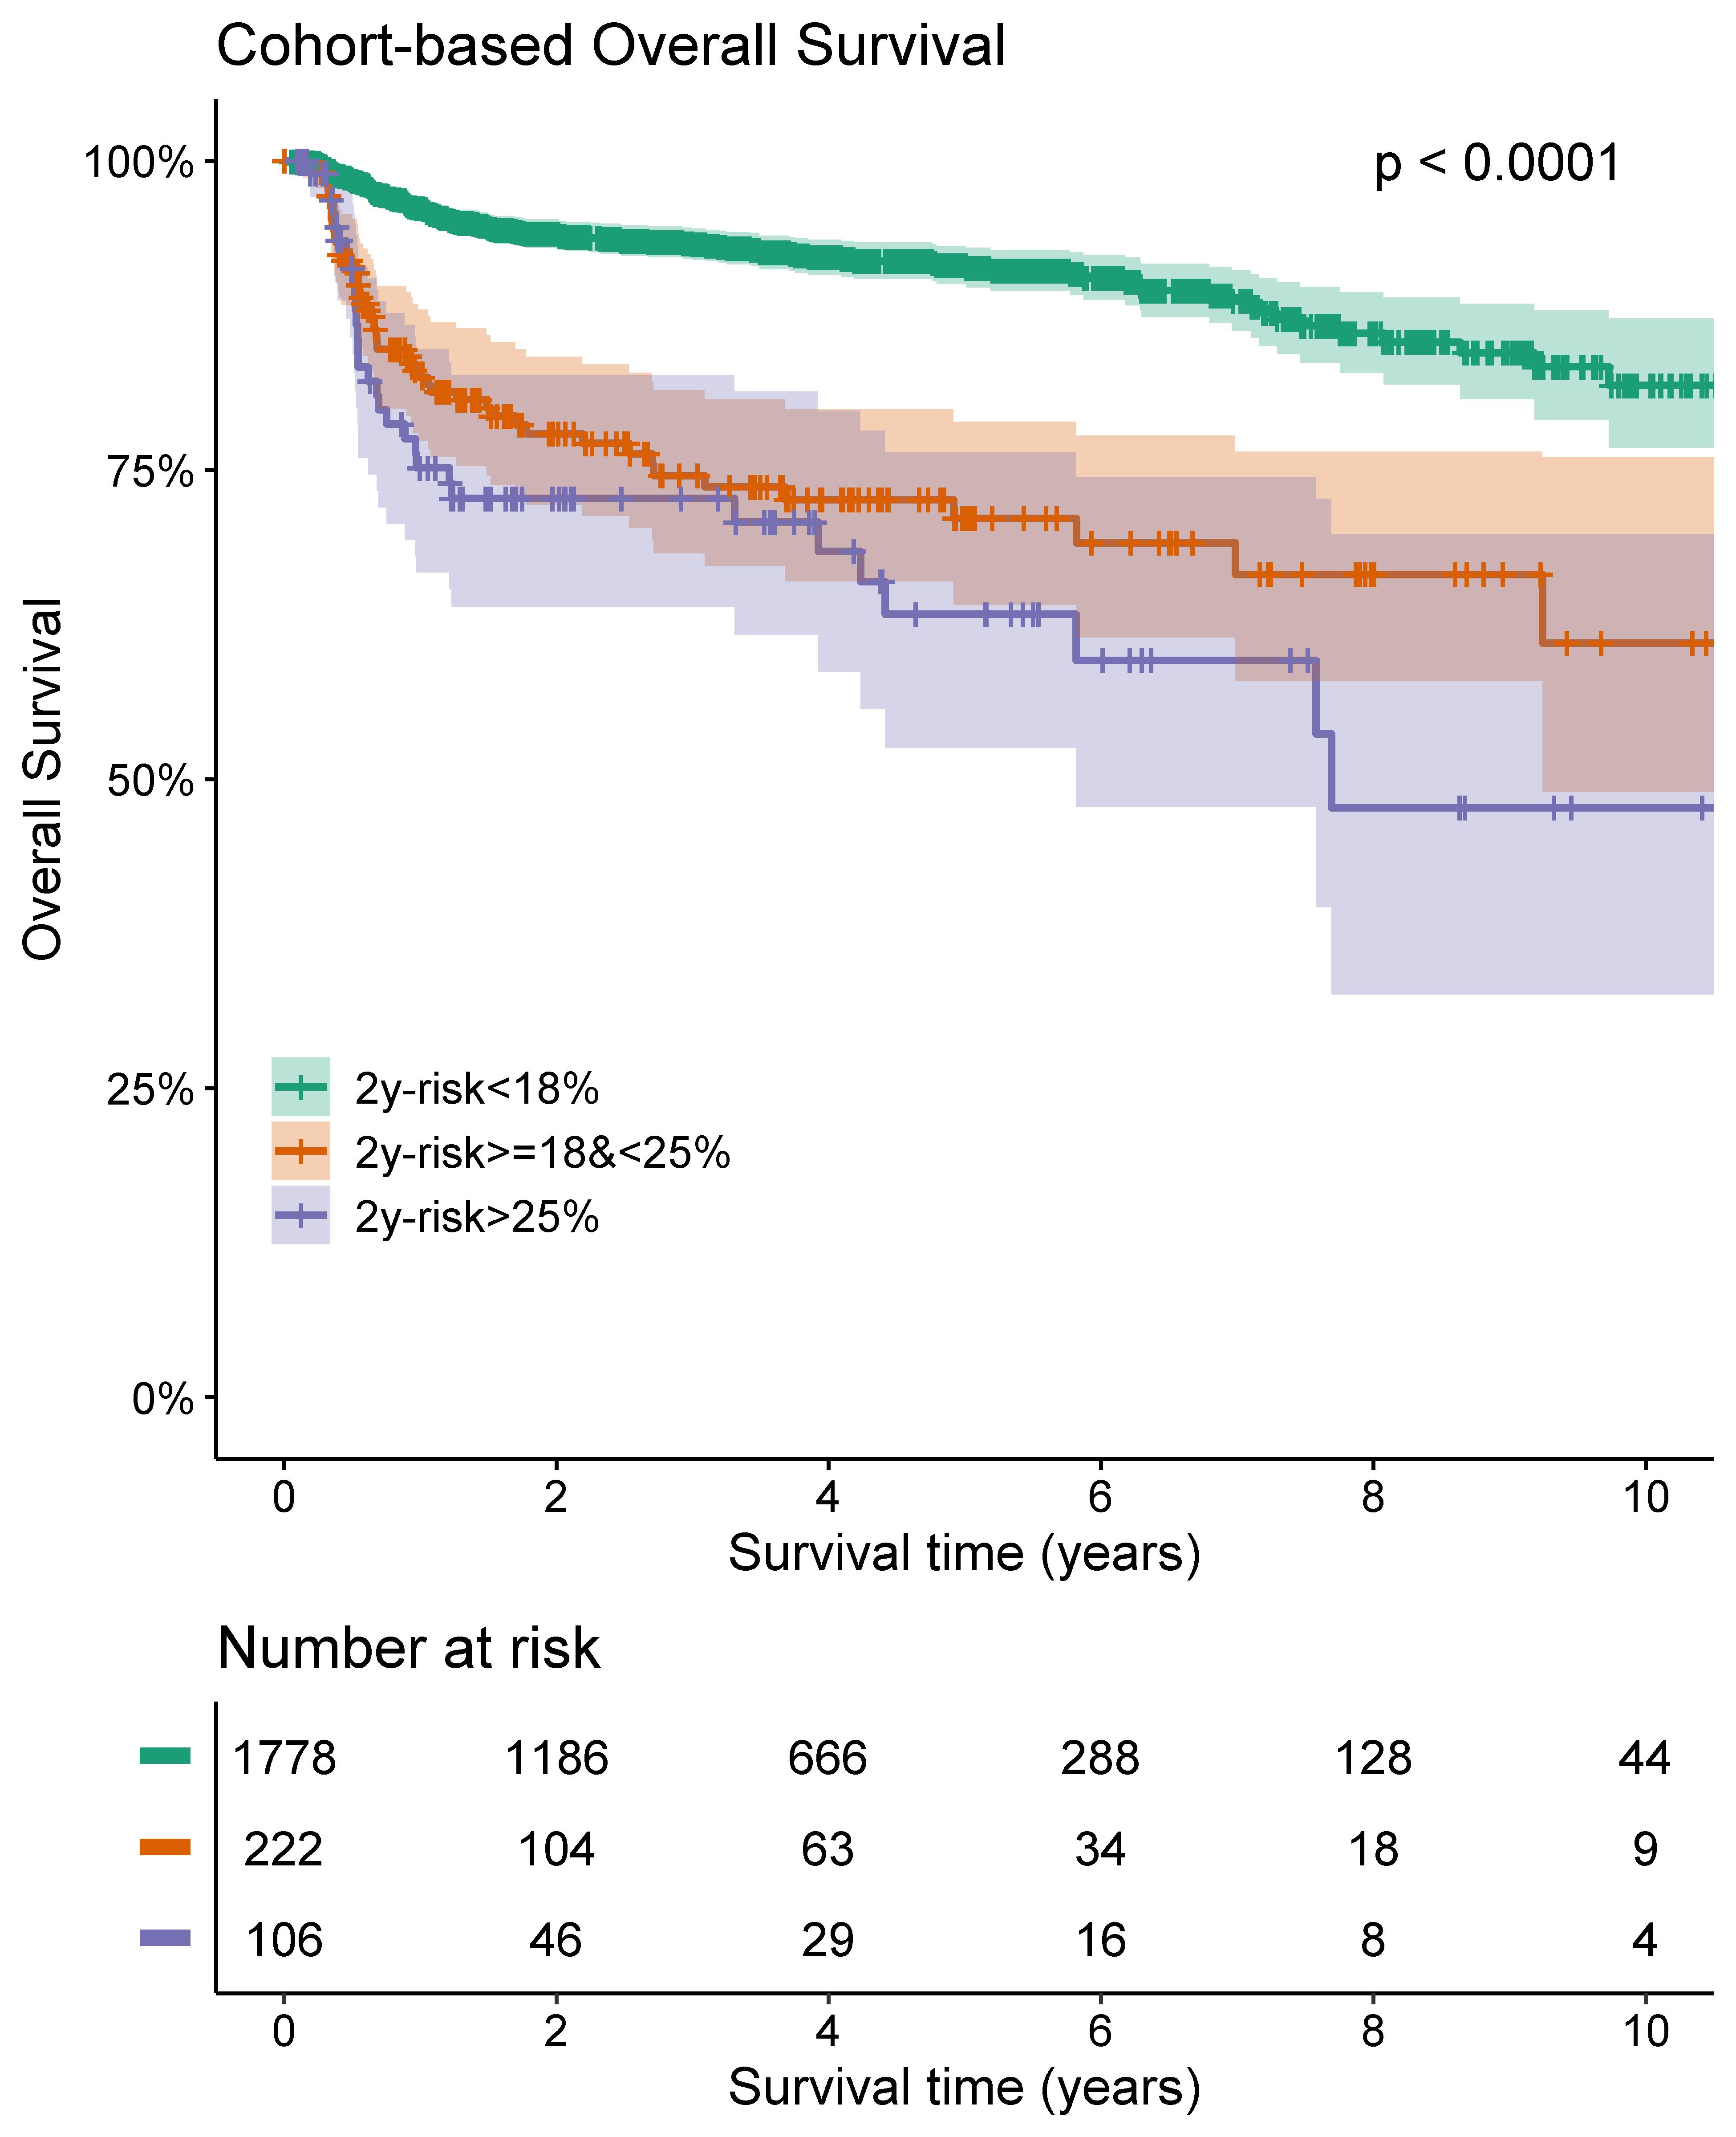 Cohort-based Overall Survival
p < 0.0001
100%
75%
50%
25%
0%
Overall Survival
2y-risk<18%
2y-risk>=18&<25%
2y-risk>25%
0 2 4 6 8 10
Survival time (years)
Number at risk
1778 1186 666 288 128 44
222 104 63 34 18 9
106 46 29 16 8 4
0 2 4 6 8 10
Survival time (years)